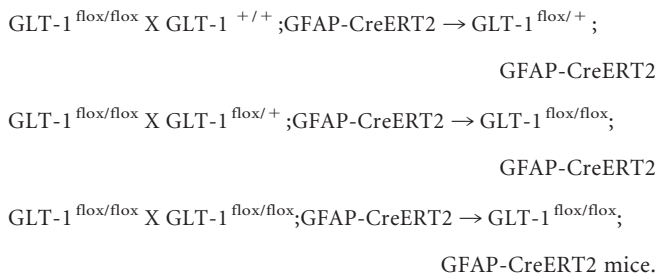 GLT-1 flox/flox X GLT-1 +/+ ;GFAP-CreERT2 → GLT-1 flox/+ ;
GFAP-CreERT2
GLT-1 flox/flox X GLT-1 flox/+ ;GFAP-CreERT2 → GLT-1 flox/flox;
GFAP-CreERT2
GLT-1 flox/flox X GLT-1 flox/flox;GFAP-CreERT2 → GLT-1 flox/flox;
GFAP-CreERT2 mice.